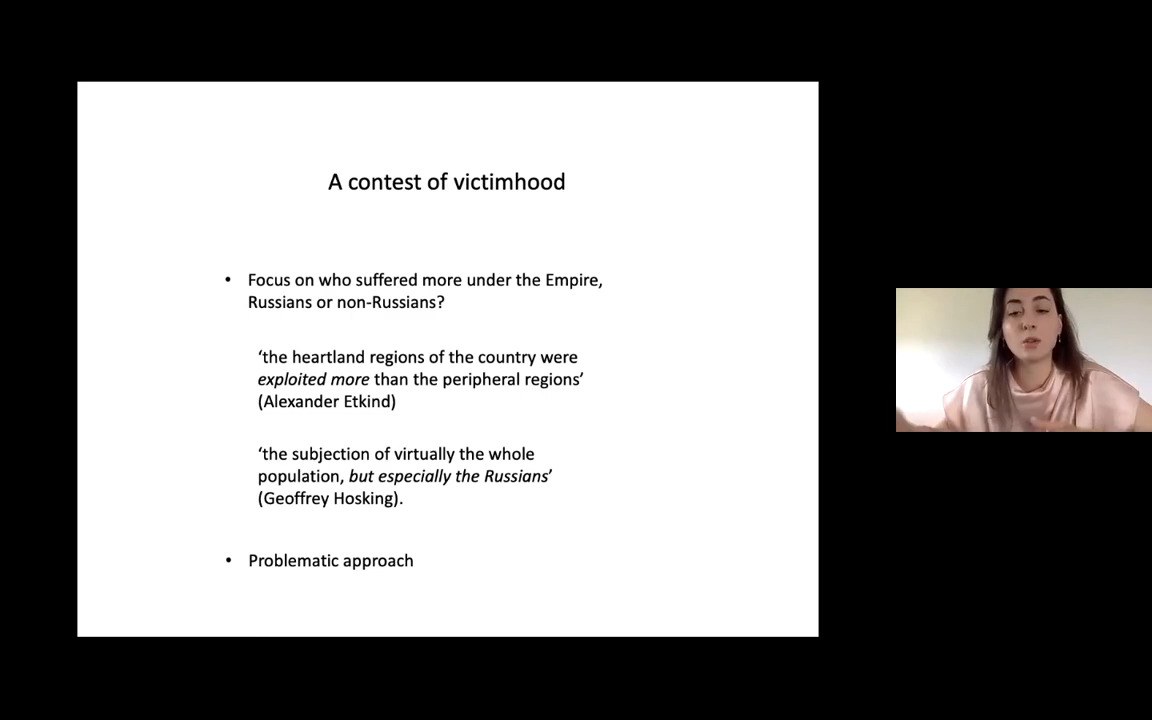 A contest of victimhood
• Focus on who suffered more under the Empire,
Russians or non-Russians?
‘the heartland regions of the country were
exploited more than the peripheral regions’
(Alexander Etkind)
‘the subjection of virtually the whole
population, but especially the Russians’
(Geoffrey Hosking).
• Problematic approach